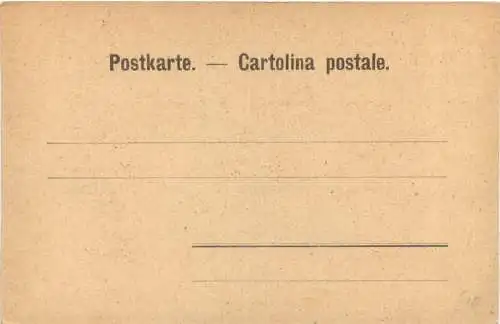 Postkarte. — Cartolina postale.